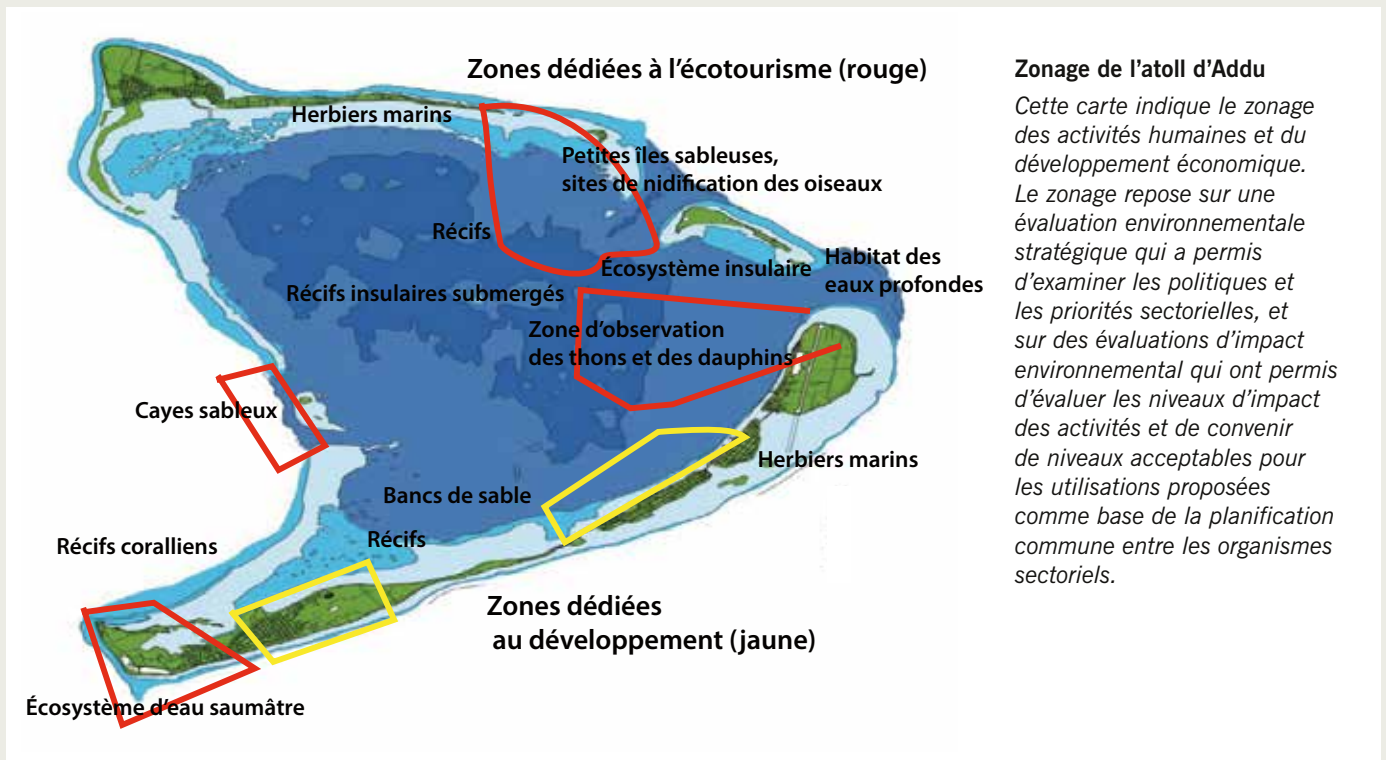 Zones dédiées à l'écotourisme (rouge)
Herbiers marins
Petites îles sableuses,
sites de nidification des oiseaux
Récifs
Écosystème insulaire
Habitat des
eaux profondes
Récifs insulaires submergés
Zone d'observation
des thons et des dauphins
Cayes sableux
Herbiers marins
Bancs de sable
Récifs
Récifs coralliens
Zones dédiées
au développement (jaune)
Écosystème d'eau saumâtre
Zonage de l'atoll d'Addu
Cette carte indique le zonage
des activités humaines et du
développement économique.
Le zonage repose sur une
évaluation environnementale
stratégique qui a permis
d'examiner les politiques et
les priorités sectorielles, et
sur des évaluations d'impact
environnemental qui ont permis
d'évaluer les niveaux d'impact
des activités et de convenir
de niveaux acceptables pour
les utilisations proposées
comme base de la planification
commune entre les organismes
sectoriels.